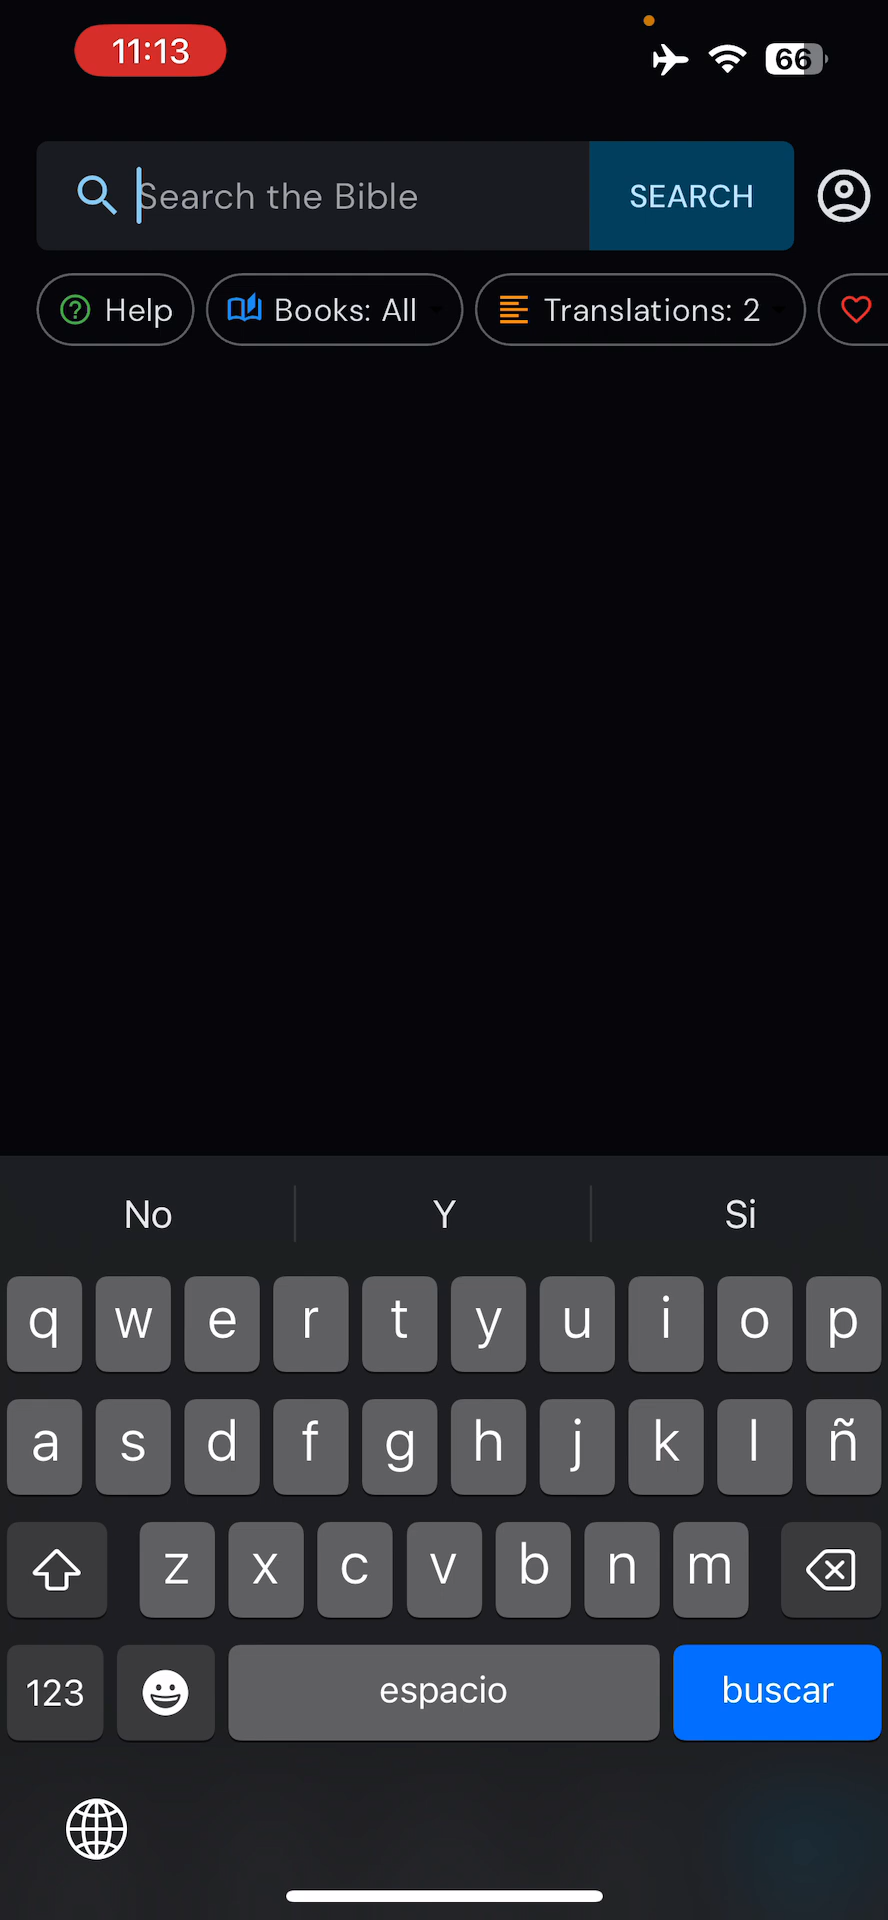 11:13
66
Search the Bible
SEARCH
Help
Books: All
Translations: 2
No
Y
Si
q w e r t y u i o p
a s d f g h j k l ñ
z x c v b n m
123
espacio
buscar